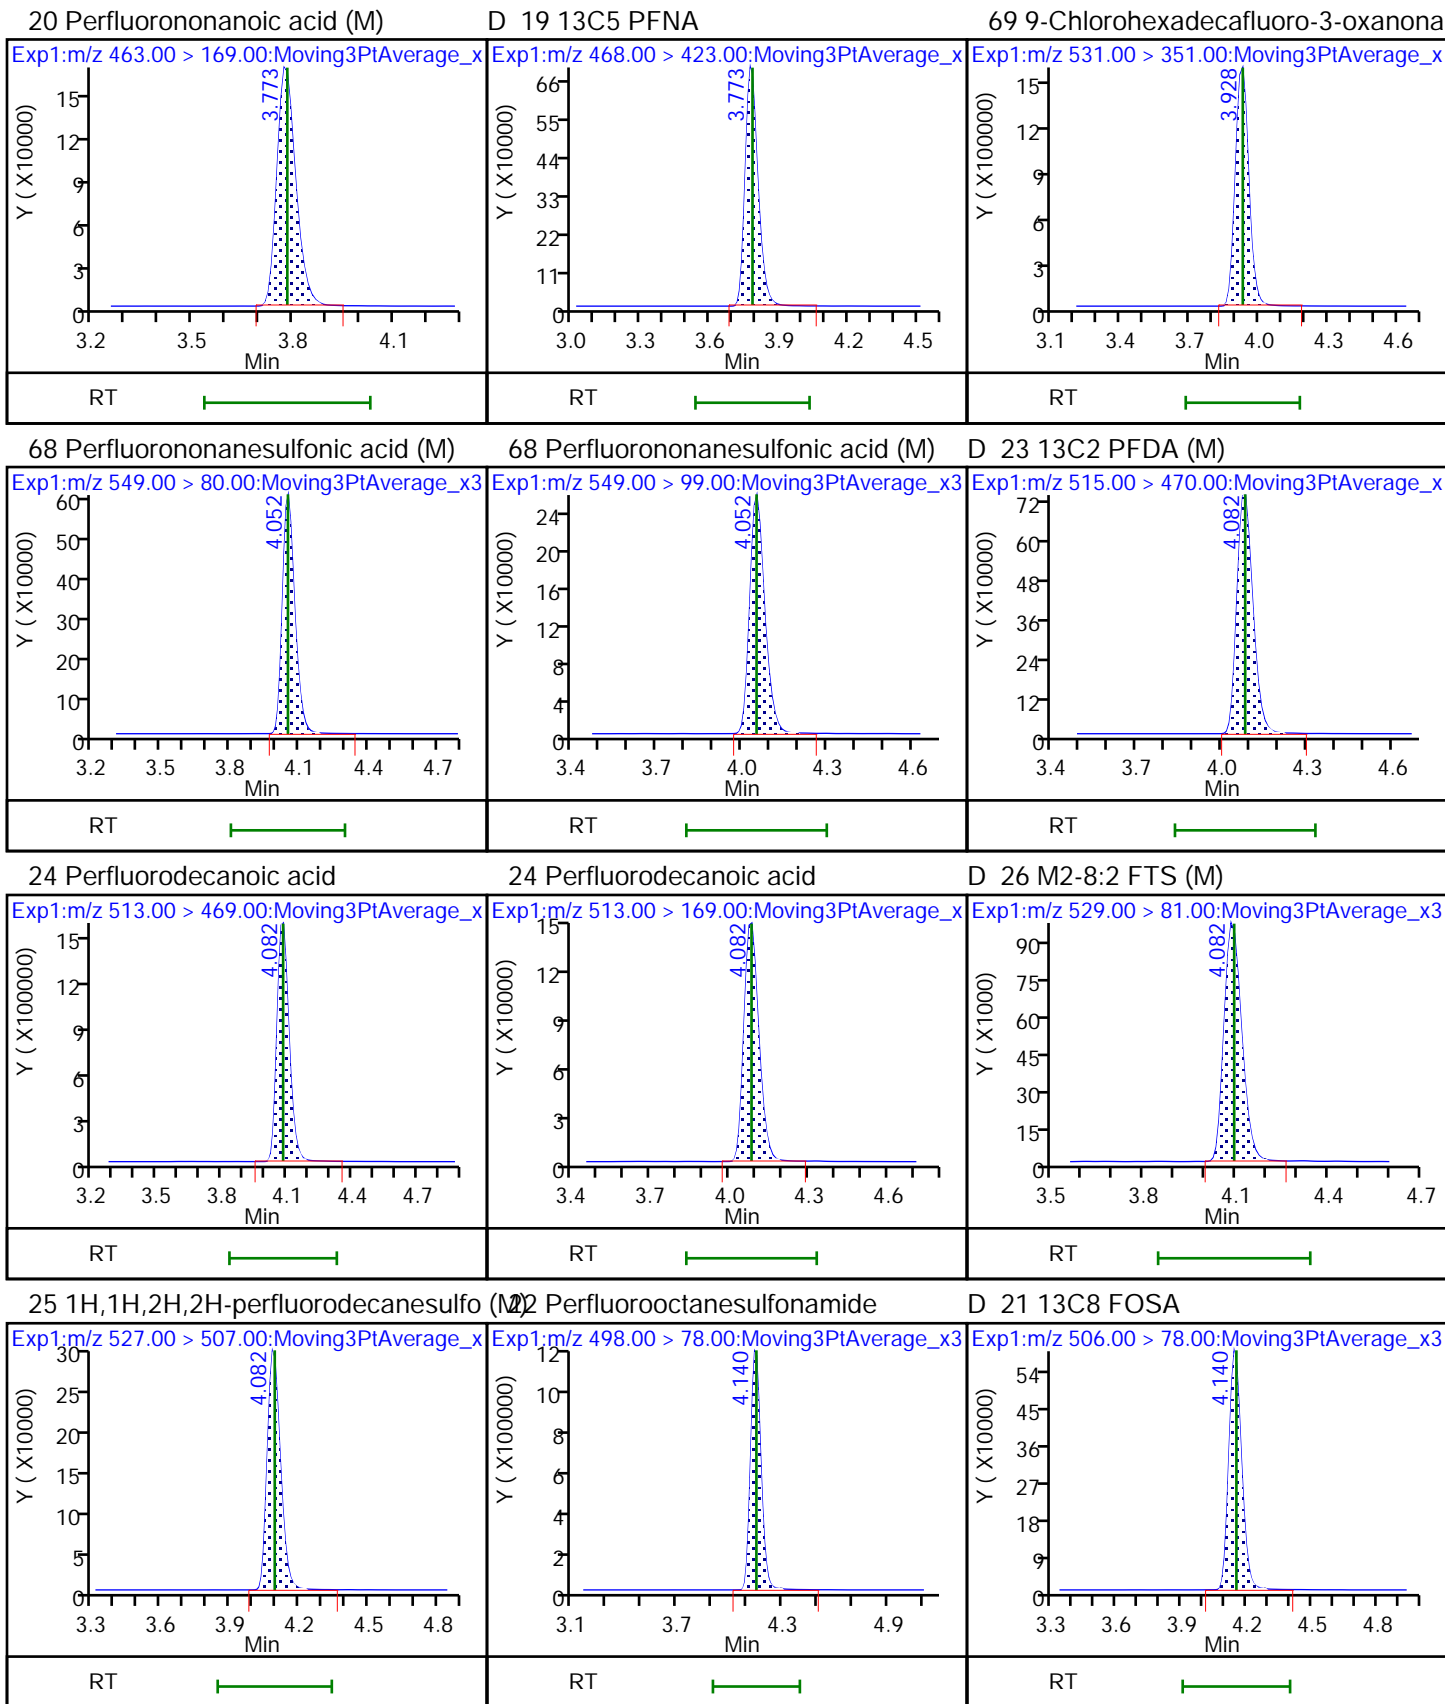 20 Perfluorononanoic acid (M)
Exp1:m/z 463.00 > 169.00:Moving3PtAverage_x
3.773
Y ( X10000)
15
12
9
6
3
0
3.2 3.5 3.8 4.1
Min
RT
D 19 13C5 PFNA
Exp1:m/z 468.00 > 423.00:Moving3PtAverage_x
3.773
Y ( X10000)
66
55
44
33
22
11
0
3.0 3.3 3.6 3.9 4.2 4.5
Min
RT
69 9-Chlorohexadecafluoro-3-oxanona
Exp1:m/z 531.00 > 351.00:Moving3PtAverage_x
3.928
Y ( X100000)
15
12
9
6
3
0
3.1 3.4 3.7 4.0 4.3 4.6
Min
RT
68 Perfluorononanesulfonic acid (M)
Exp1:m/z 549.00 > 80.00:Moving3PtAverage_x3
4.052
Y ( X10000)
60
50
40
30
20
10
0
3.2 3.5 3.8 4.1 4.4 4.7
Min
RT
68 Perfluorononanesulfonic acid (M)
Exp1:m/z 549.00 > 99.00:Moving3PtAverage_x3
4.052
Y ( X10000)
24
20
16
12
8
4
0
3.4 3.7 4.0 4.3 4.6
Min
RT
D 23 13C2 PFDA (M)
Exp1:m/z 515.00 > 470.00:Moving3PtAverage_x
4.082
Y ( X10000)
72
60
48
36
24
12
0
3.4 3.7 4.0 4.3 4.6
Min
RT
24 Perfluorodecanoic acid
Exp1:m/z 513.00 > 469.00:Moving3PtAverage_x
4.082
Y ( X100000)
15
12
9
6
3
0
3.2 3.5 3.8 4.1 4.4 4.7
Min
RT
24 Perfluorodecanoic acid
Exp1:m/z 513.00 > 169.00:Moving3PtAverage_x
4.082
Y ( X10000)
15
12
9
6
3
0
3.4 3.7 4.0 4.3 4.6
Min
RT
D 26 M2-8:2 FTS (M)
Exp1:m/z 529.00 > 81.00:Moving3PtAverage_x3
4.082
Y ( X1000)
90
75
60
45
30
15
0
3.5 3.8 4.1 4.4 4.7
Min
RT
25 1H,1H,2H,2H-perfluorodecanesulfo (M)
Exp1:m/z 527.00 > 507.00:Moving3PtAverage_x
4.082
Y ( X10000)
30
25
20
15
10
5
0
3.3 3.6 3.9 4.2 4.5 4.8
Min
RT
22 Perfluorooctanesulfonamide
Exp1:m/z 498.00 > 78.00:Moving3PtAverage_x3
4.140
Y ( X100000)
12
10
8
6
4
2
0
3.1 3.7 4.3 4.9
Min
RT
D 21 13C8 FOSA
Exp1:m/z 506.00 > 78.00:Moving3PtAverage_x3
4.140
Y ( X10000)
54
45
36
27
18
9
0
3.3 3.6 3.9 4.2 4.5 4.8
Min
RT